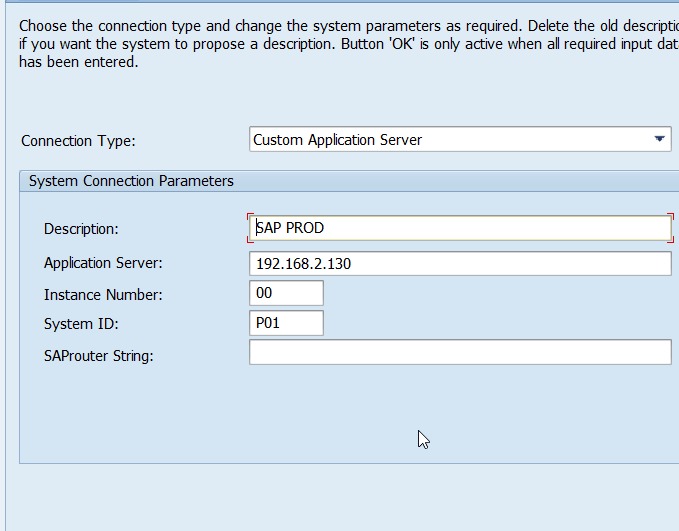 Choose the connection type and change the system parameters as required. Delete the old
if you want the system to propose a description. Button 'OK' is only active when all required input
has been entered.
Connection Type: Custom Application Server
System Connection Parameters
Description: SAP PROD
Application Server: 192.168.2.130
Instance Number: 00
System ID: P01
SAProuter String: